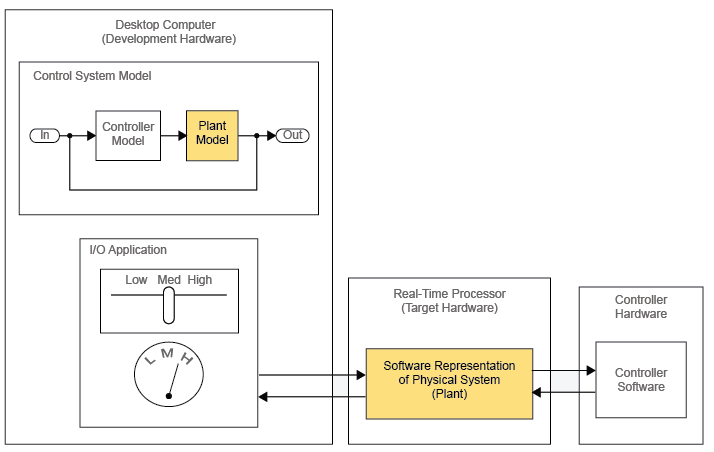 Desktop Computer
(Development Hardware)
Control System Model
In
Controller
Model
Plant
Model
Out
I/O Application
Low Med High
L M H
Real-Time Processor
(Target Hardware)
Software Representation
of Physical System
(Plant)
Controller
Hardware
Controller
Software